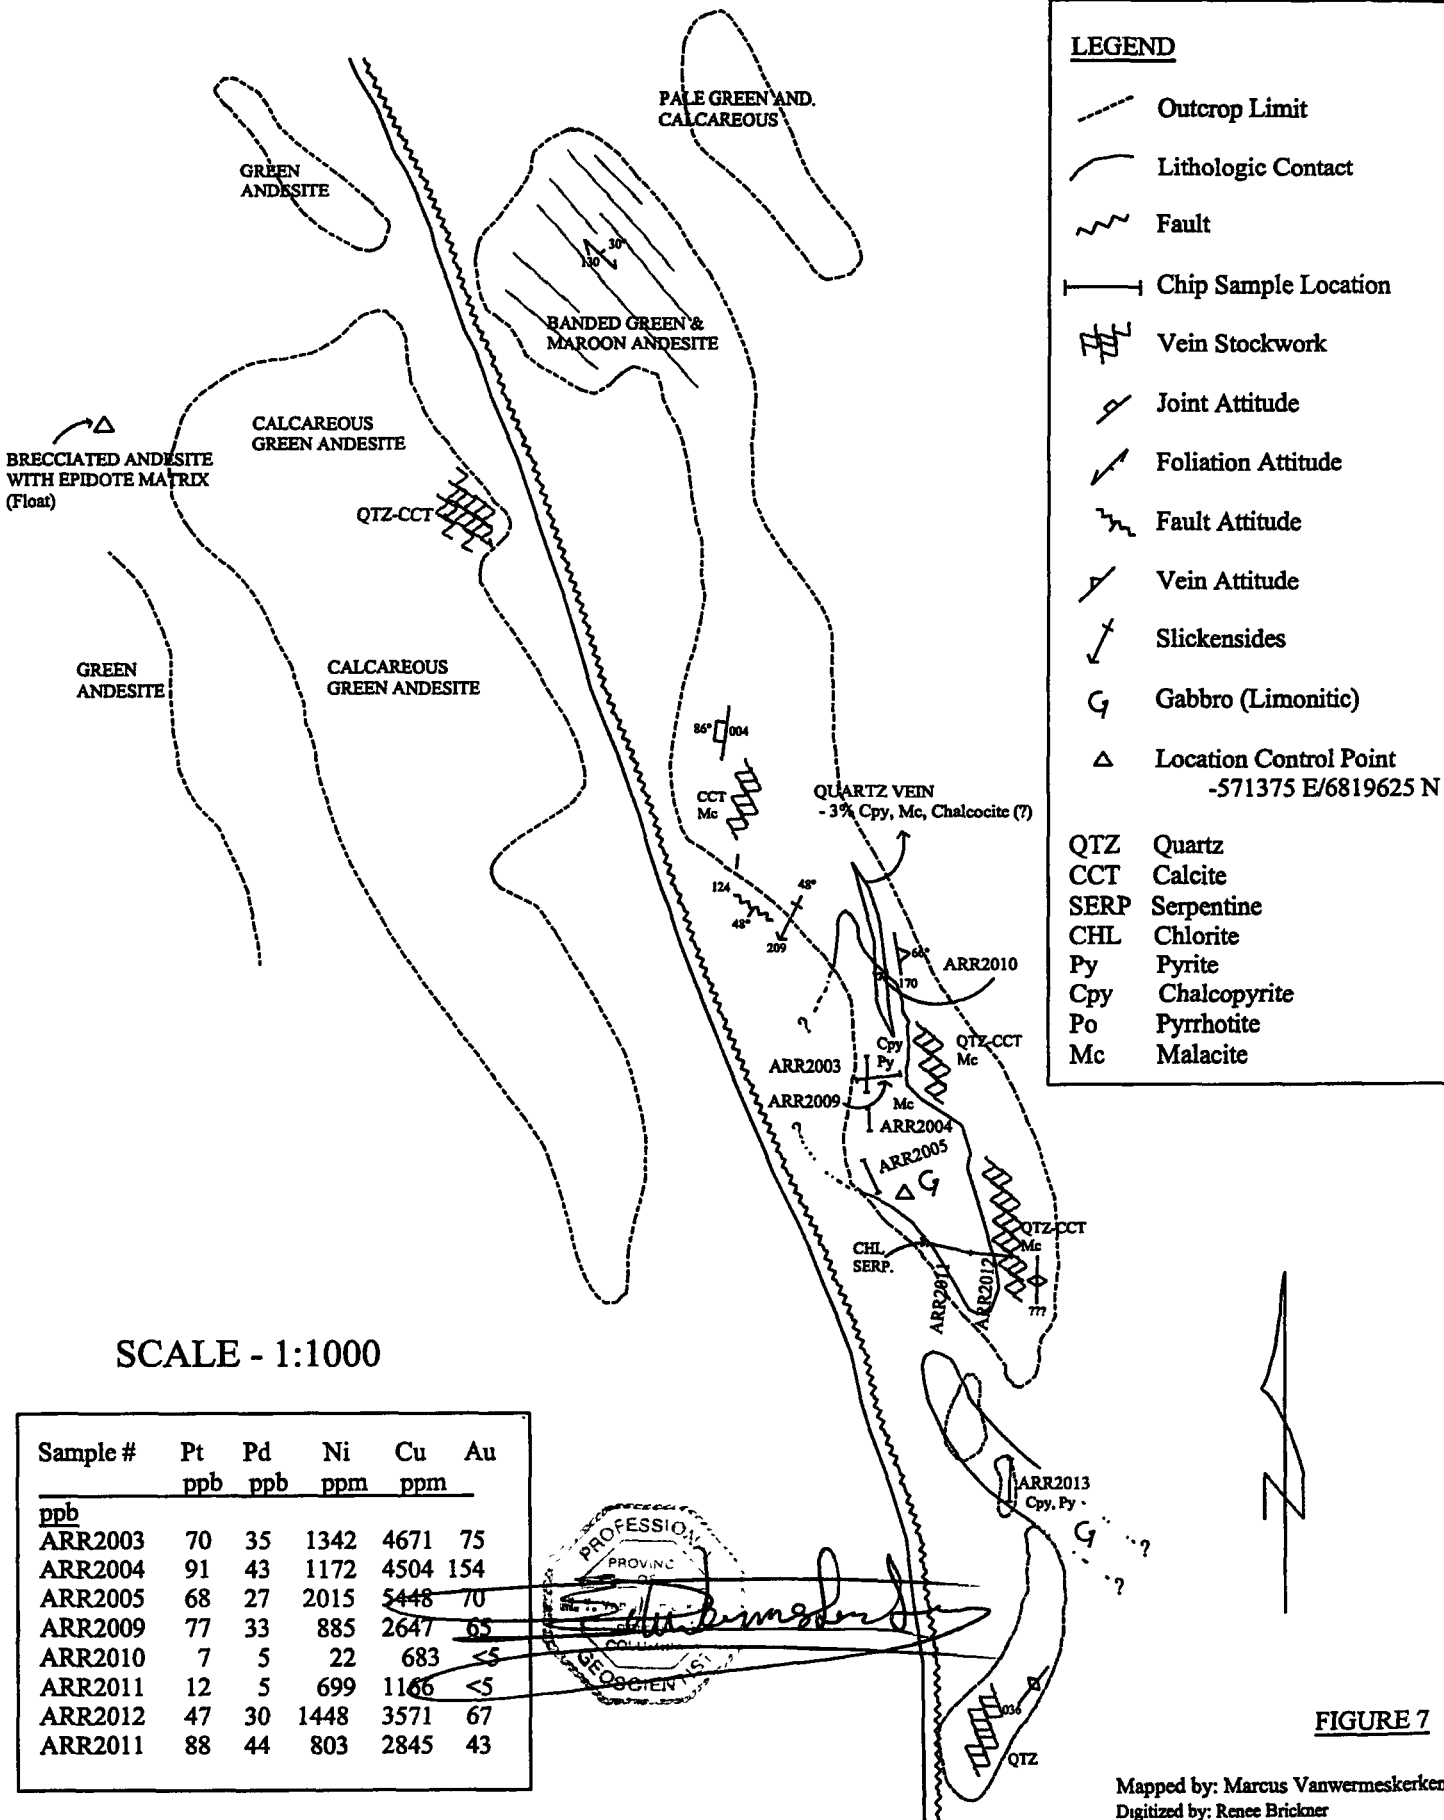 PALE GREEN AND.
CALCAREOUS
GREEN
ANDESITE
30°
130
BANDED GREEN &
MAROON ANDESITE
CALCAREOUS
GREEN ANDESITE
BRECCIATED ANDESITE
WITH EPIDOTE MATRIX
(Float)
QTZ-CCT
GREEN
ANDESITE
CALCAREOUS
GREEN ANDESITE
86°
004
CCT
Mc
QUARTZ VEIN
- 3% Cpy, Mc, Chalcocite (?)
124
48°
48°
209
66°
170
ARR2010
?
Cpy
Py
QTZ-CCT
Mc
ARR2003
ARR2009
Mc
ARR2004
?
ARR2005
G
CHL
SERP.
QTZ-CCT
Mc
ARR2011
ARR2012
???
ARR2013
Cpy, Py
G
?
?
036
QTZ
LEGEND
Outcrop Limit
Lithologic Contact
Fault
Chip Sample Location
Vein Stockwork
Joint Attitude
Foliation Attitude
Fault Attitude
Vein Attitude
Slickensides
G Gabbro (Limonitic)
Location Control Point
-571375 E/6819625 N
QTZ Quartz
CCT Calcite
SERP Serpentine
CHL Chlorite
Py Pyrite
Cpy Chalcopyrite
Po Pyrrhotite
Mc Malacite
SCALE - 1:1000
Sample # Pt Pd Ni Cu Au
ppb ppb ppm ppm
ppb
ARR2003 70 35 1342 4671 75
ARR2004 91 43 1172 4504 154
ARR2005 68 27 2015 5448 70
ARR2009 77 33 885 2647 65
ARR2010 7 5 22 683 <5
ARR2011 12 5 699 1166 <5
ARR2012 47 30 1448 3571 67
ARR2011 88 44 803 2845 43
PROFESSION
PROVINC
OF
COLUM
GEOSCIENTIST
FIGURE 7
Mapped by: Marcus Vanwermeskerken
Digitized by: Renee Brickner